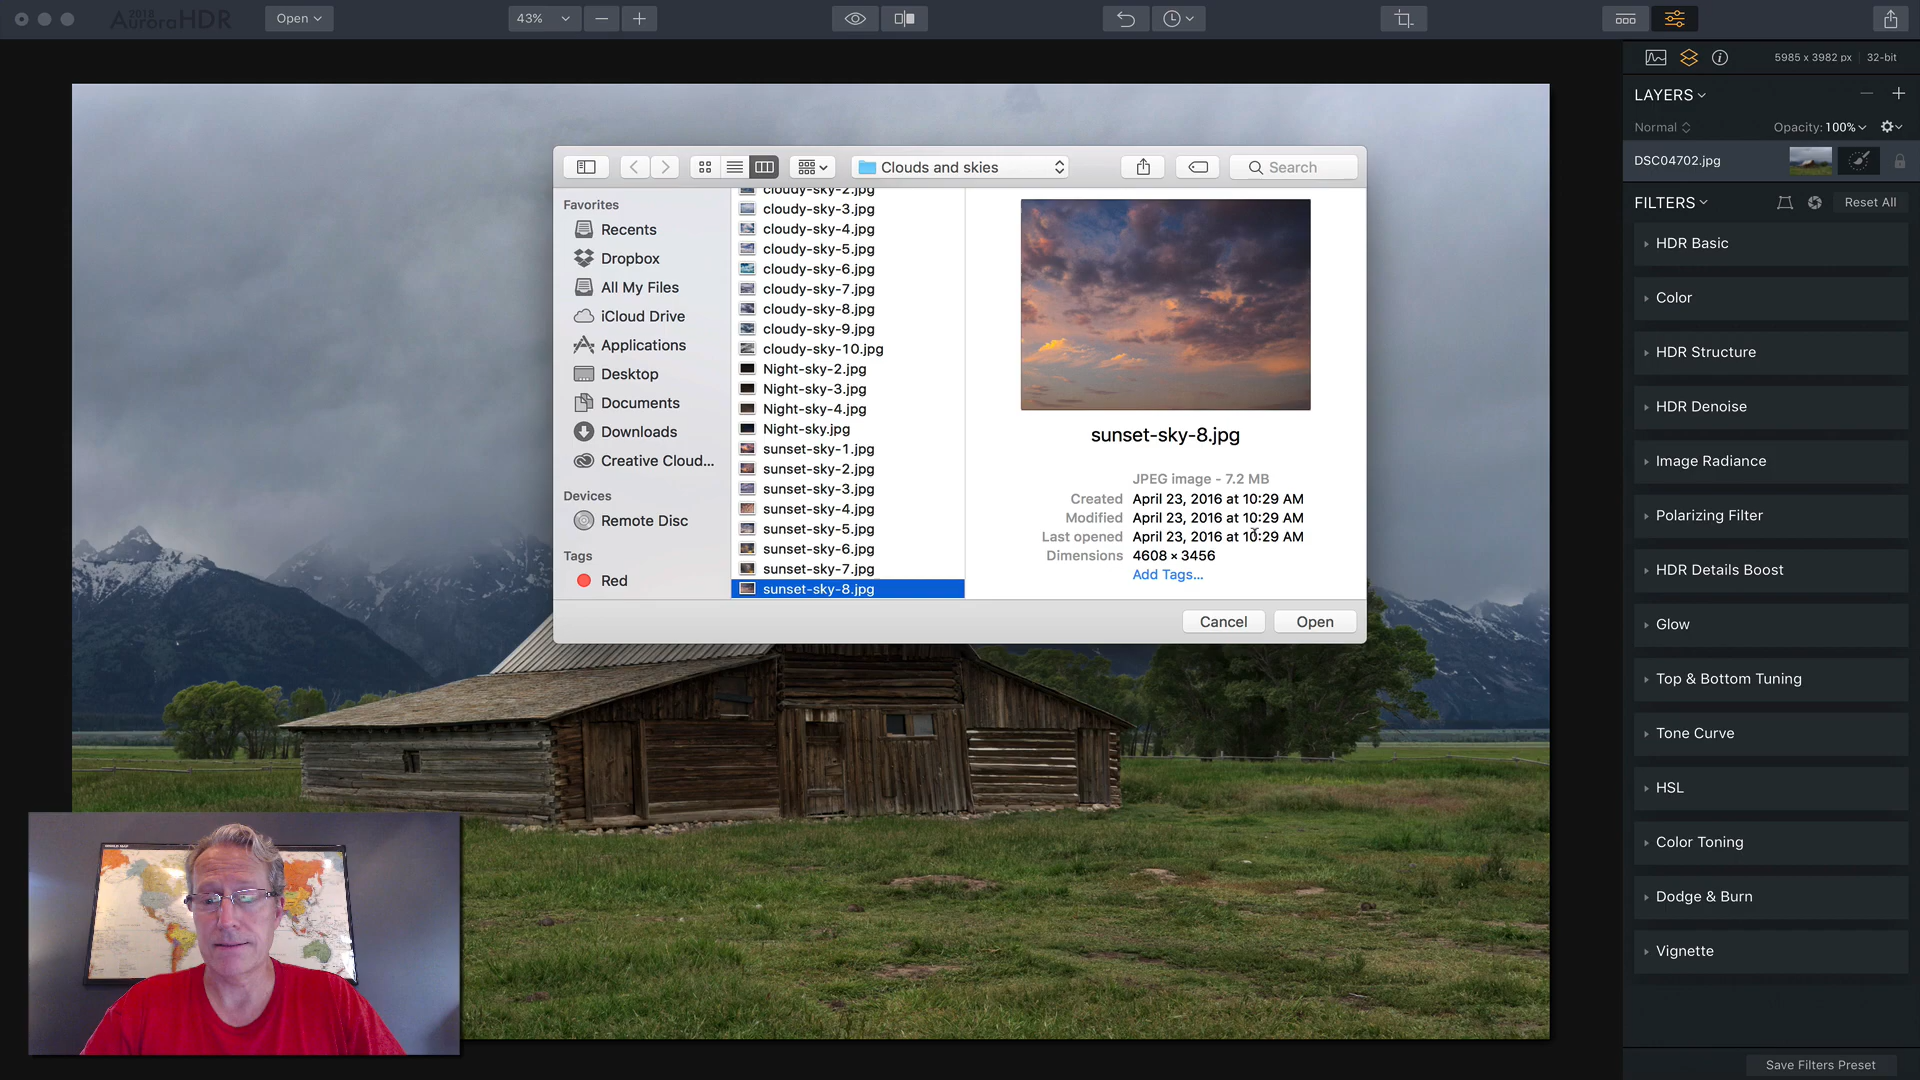 2018
AuroraHDR
Open
43%
5985 x 3982 px | 32-bit
LAYERS
Normal
Opacity: 100%
DSC04702.jpg
FILTERS
Reset All
HDR Basic
Color
HDR Structure
HDR Denoise
Image Radiance
Polarizing Filter
HDR Details Boost
Glow
Top & Bottom Tuning
Tone Curve
HSL
Color Toning
Dodge & Burn
Vignette
Save Filters Preset
Clouds and skies
Search
Favorites
Recents
Dropbox
All My Files
iCloud Drive
Applications
Desktop
Documents
Downloads
Creative Cloud...
Devices
Remote Disc
Tags
Red
cloudy-sky-2.jpg
cloudy-sky-3.jpg
cloudy-sky-4.jpg
cloudy-sky-5.jpg
cloudy-sky-6.jpg
cloudy-sky-7.jpg
cloudy-sky-8.jpg
cloudy-sky-9.jpg
cloudy-sky-10.jpg
Night-sky-2.jpg
Night-sky-3.jpg
Night-sky-4.jpg
Night-sky.jpg
sunset-sky-1.jpg
sunset-sky-2.jpg
sunset-sky-3.jpg
sunset-sky-4.jpg
sunset-sky-5.jpg
sunset-sky-6.jpg
sunset-sky-7.jpg
sunset-sky-8.jpg
sunset-sky-8.jpg
JPEG image - 7.2 MB
Created April 23, 2016 at 10:29 AM
Modified April 23, 2016 at 10:29 AM
Last opened April 23, 2016 at 10:29 AM
Dimensions 4608 × 3456
Add Tags...
Cancel
Open
WORLD MAP